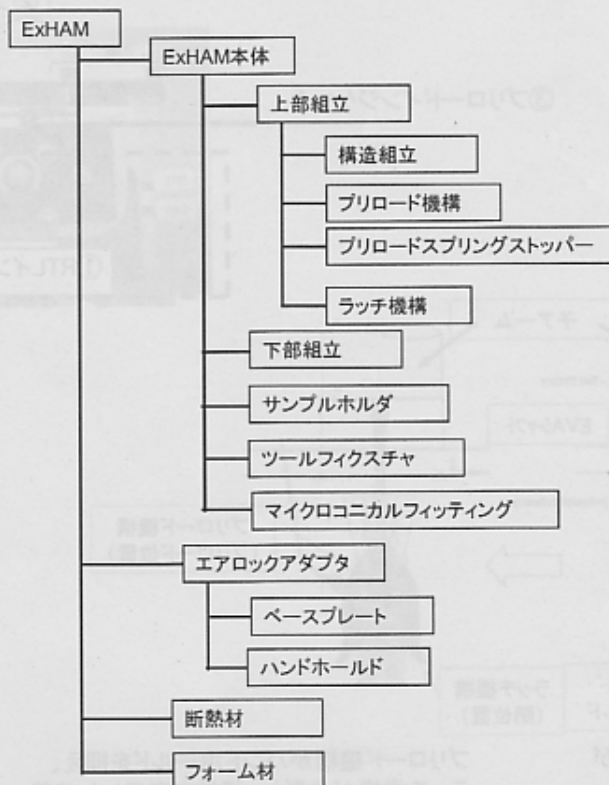 ExHAM
ExHAM本体
上部組立
構造組立
プリロード機構
プリロードスプリングストッパー
ラッチ機構
下部組立
サンプルホルダ
ツールフィクスチャ
マイクロコニカルフィッティング
エアロックアダプタ
ベースプレート
ハンドホールド
断熱材
フォーム材